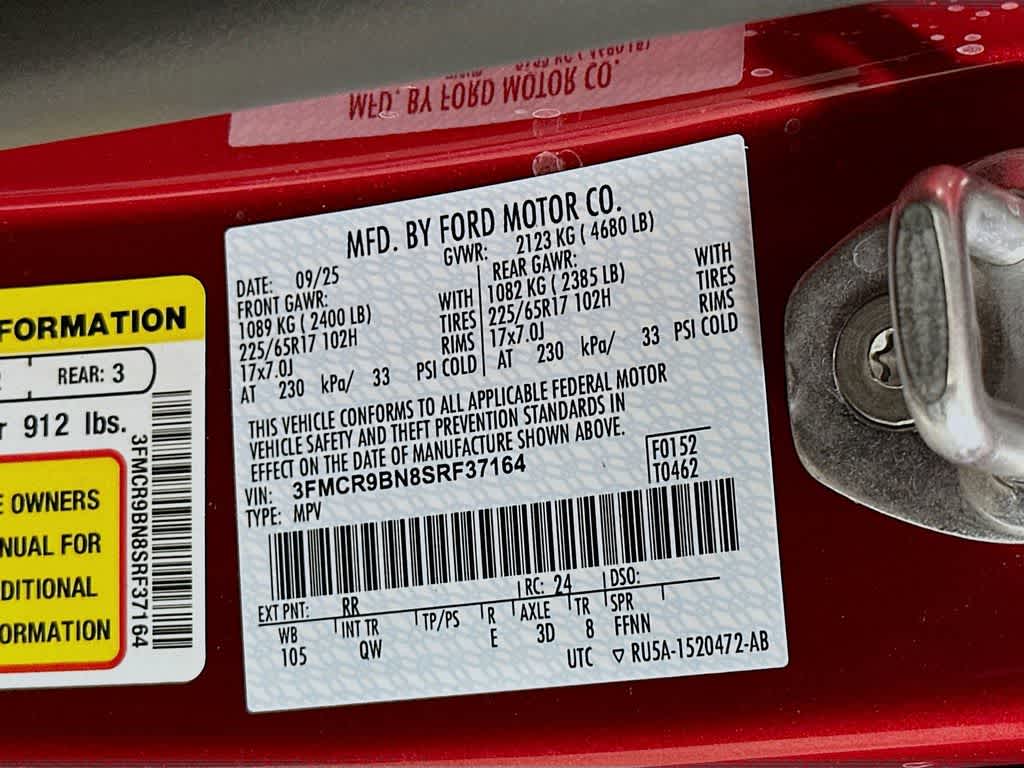 MFD. BY FORD MOTOR CO.
MFD. BY FORD MOTOR CO.
DATE: 09/25
GVWR: 2123 KG ( 4680 LB)
FRONT GAWR:
1089 KG ( 2400 LB) WITH
225/65R17 102H TIRES
17x7.0J RIMS
AT 230 kPa/ 33 PSI COLD
REAR GAWR: WITH
1082 KG ( 2385 LB) TIRES
225/65R17 102H RIMS
17x7.0J
AT 230 kPa/ 33 PSI COLD
THIS VEHICLE CONFORMS TO ALL APPLICABLE FEDERAL MOTOR
VEHICLE SAFETY AND THEFT PREVENTION STANDARDS IN
EFFECT ON THE DATE OF MANUFACTURE SHOWN ABOVE.
VIN: 3FMCR9BN8SRF37164
TYPE: MPV
F0152
T0462
EXT PNT: RR RC: 24 DSO:
WB INT TR TP/PS R AXLE TR SPR
105 QW E 3D 8 FFNN
UTC ▽ RU5A-1520472-AB
FORMATION
REAR: 3
r 912 lbs.
3FMCR9BN8SRF37164
E OWNERS
NUAL FOR
DITIONAL
ORMATION